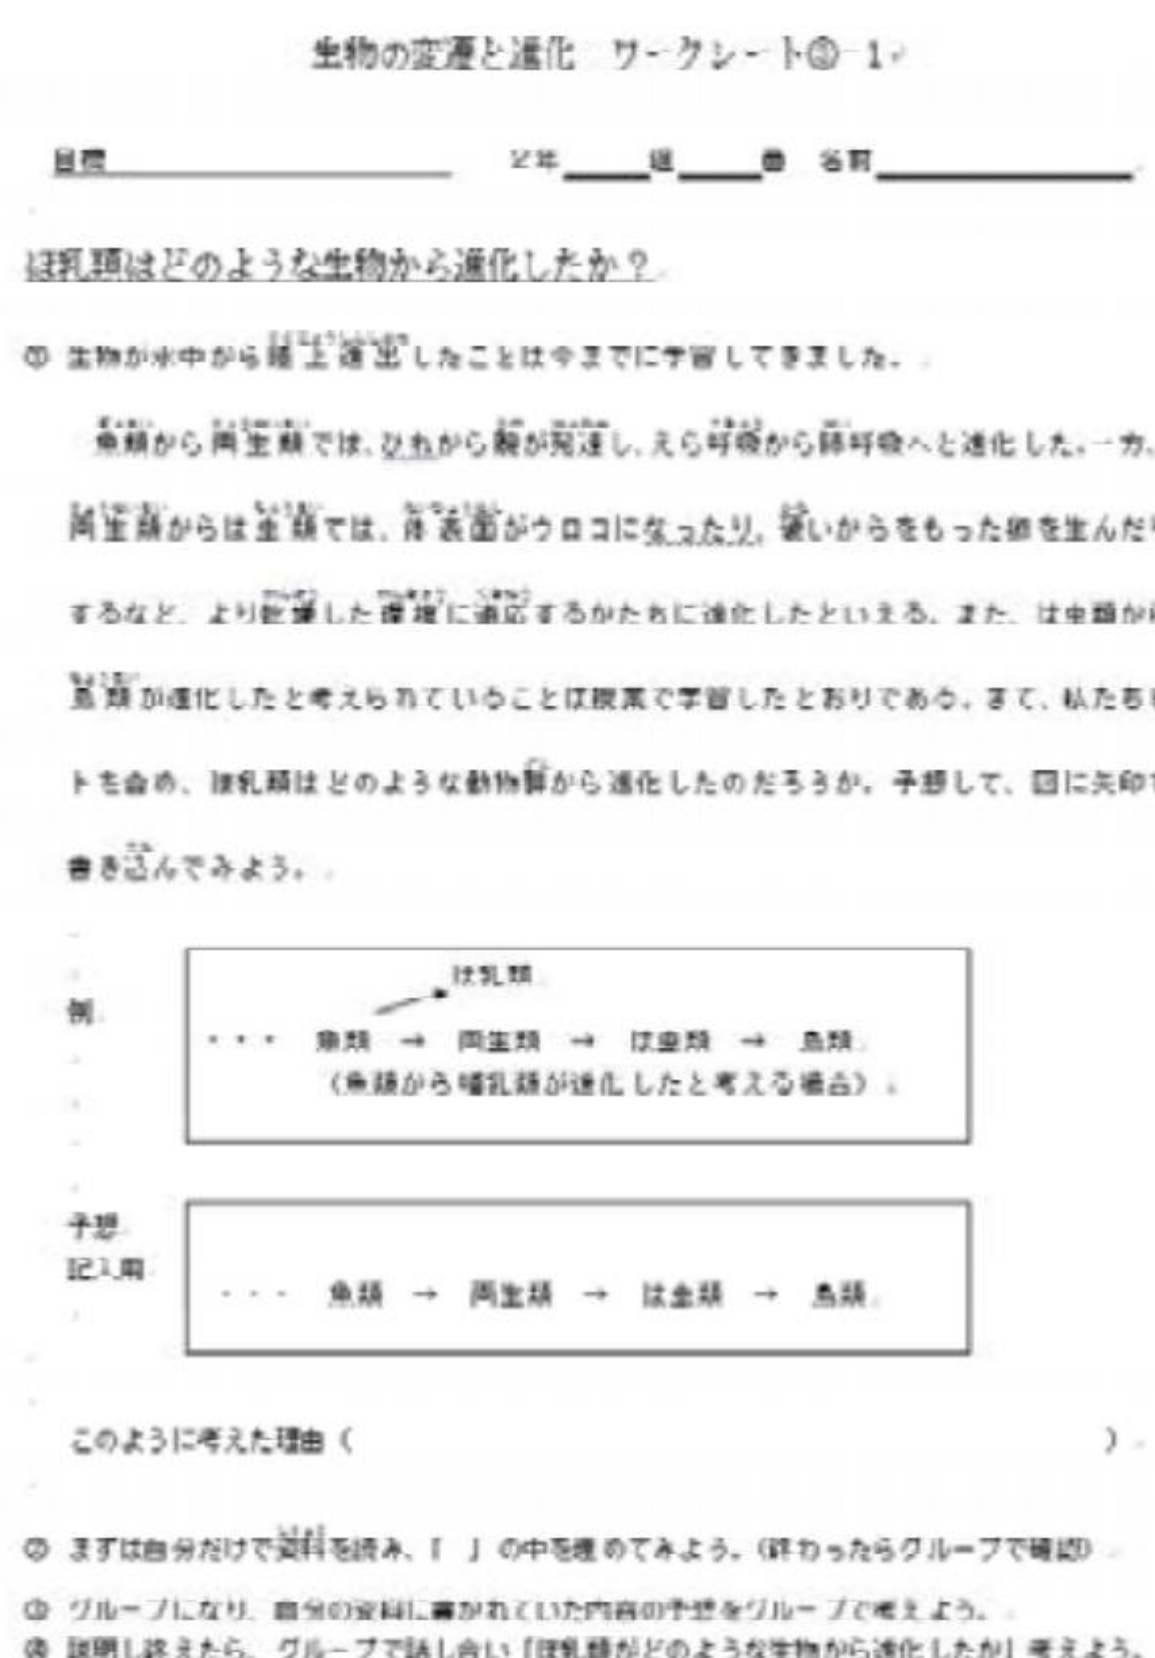 生物の変遷と進化 ワークシート③−1
目標 2年 組 番 名前
ほ乳類はどのような生物から進化したか？
① 生物が水中から陸上進出したことは今までに学習してきました。
魚類から両生類では、ひれから腕が発達し、えら呼吸から肺呼吸へと進化した。一方、
両生類からは虫類では、体表面がウロコになったり、硬いからをもった卵を生んだり
するなど、より乾燥した環境に適応するかたちに進化したといえる。また、は虫類から
鳥類が進化したと考えられていることは授業で学習したとおりである。さて、私たちヒ
トを含め、ほ乳類はどのような動物群から進化したのだろうか。予想して、図に矢印で
書き込んでみよう。
例
ほ乳類
・・・ 魚類 → 両生類 → は虫類 → 鳥類
（魚類から哺乳類が進化したと考える場合）
予想
記入用
・・・ 魚類 → 両生類 → は虫類 → 鳥類
このように考えた理由（ ）
② まずは自分だけで資料を読み、「 」の中を埋めてみよう。（終わったらグループで確認）
③ グループになり、自分の資料に書かれていた内容の予想をグループで考えよう。
④ 説明し終えたら、グループで話し合い「ほ乳類がどのような生物から進化したか」考えよう。